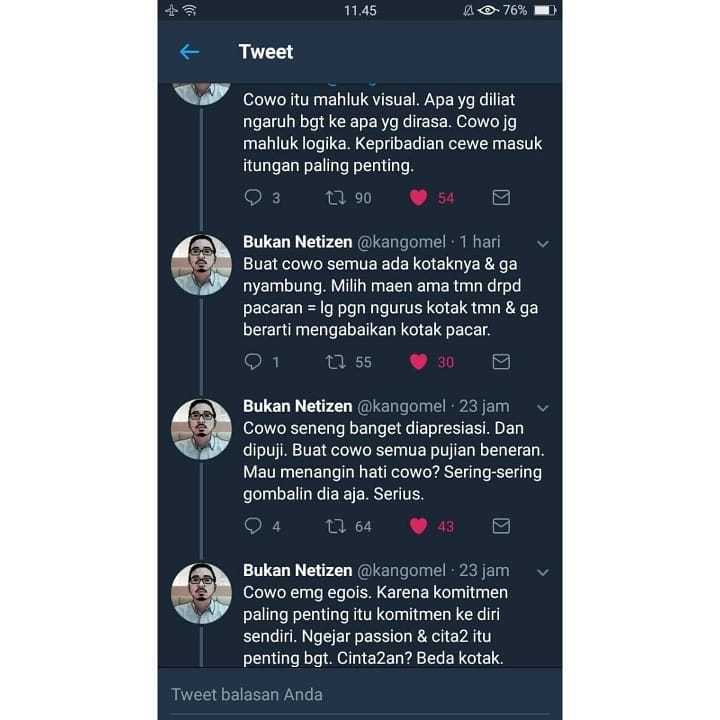 11.45
76%
Tweet
Cowo itu mahluk visual. Apa yg diliat
ngaruh bgt ke apa yg dirasa. Cowo jg
mahluk logika. Kepribadian cewe masuk
itungan paling penting.
3 90 54
Bukan Netizen @kangomel · 1 hari
Buat cowo semua ada kotaknya & ga
nyambung. Milih maen ama tmn drpd
pacaran = lg pgn ngurus kotak tmn & ga
berarti mengabaikan kotak pacar.
1 55 30
Bukan Netizen @kangomel · 23 jam
Cowo seneng banget diapresiasi. Dan
dipuji. Buat cowo semua pujian beneran.
Mau menangin hati cowo? Sering-sering
gombalin dia aja. Serius.
4 64 43
Bukan Netizen @kangomel · 23 jam
Cowo emg egois. Karena komitmen
paling penting itu komitmen ke diri
sendiri. Ngejar passion & cita2 itu
penting bgt. Cinta2an? Beda kotak.
Tweet balasan Anda